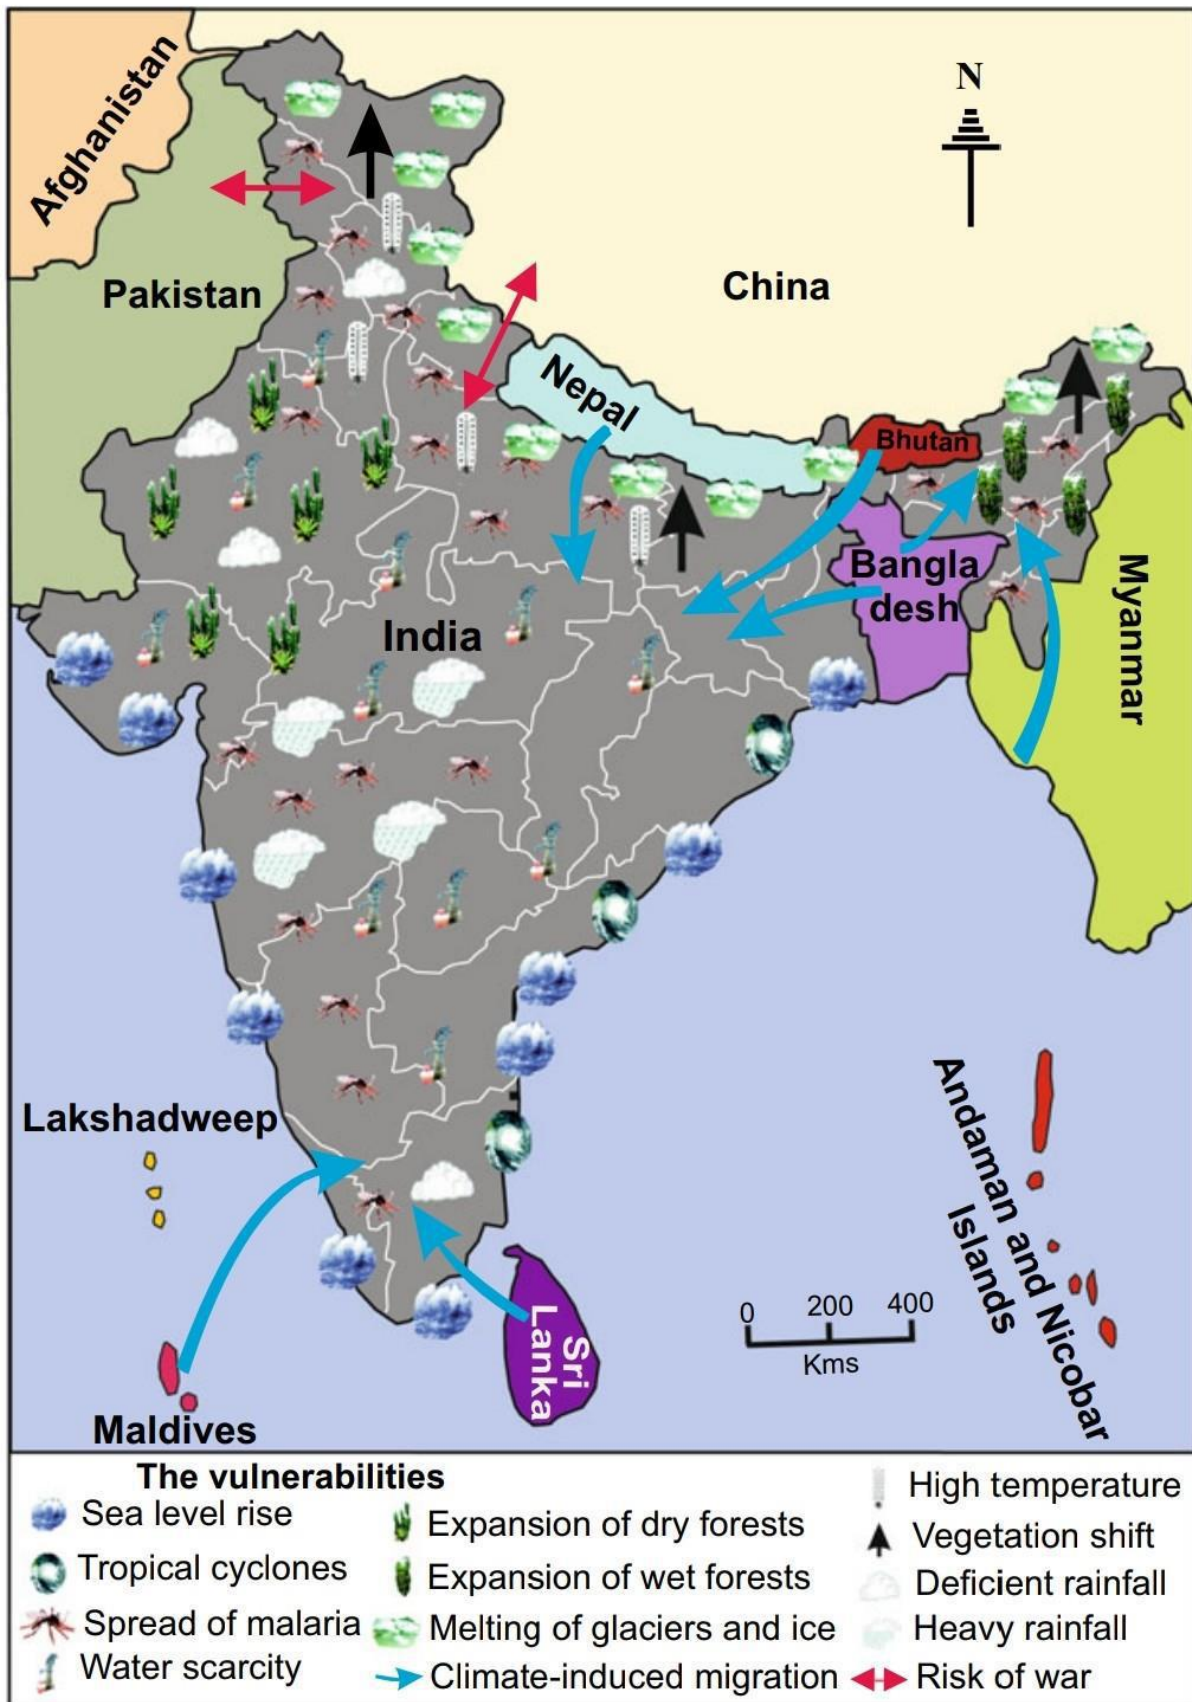 Afghanistan
N
Pakistan
China
Nepal
Bhutan
Bangla
desh
India
Myanmar
Lakshadweep
Andaman and Nicobar
Islands
Sri
Lanka
0 200 400
Kms
Maldives
The vulnerabilities
Sea level rise
Tropical cyclones
Spread of malaria
Water scarcity
Expansion of dry forests
Expansion of wet forests
Melting of glaciers and ice
Climate-induced migration
High temperature
Vegetation shift
Deficient rainfall
Heavy rainfall
Risk of war